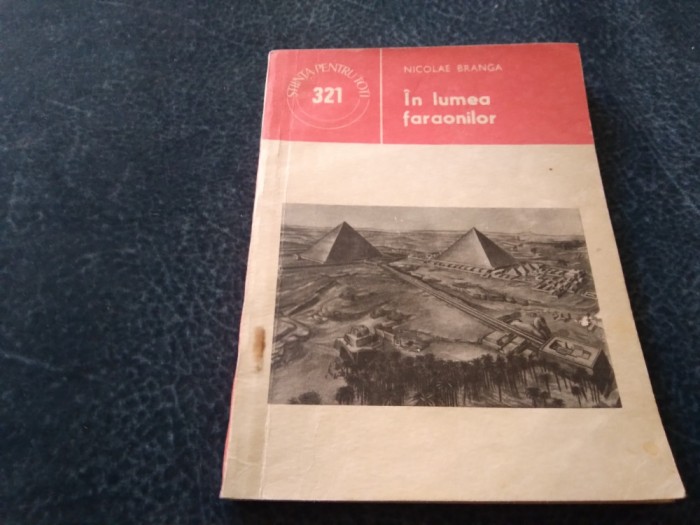 ȘTIINȚA PENTRU TOȚI
321
NICOLAE BRANGA
În lumea
faraonilor